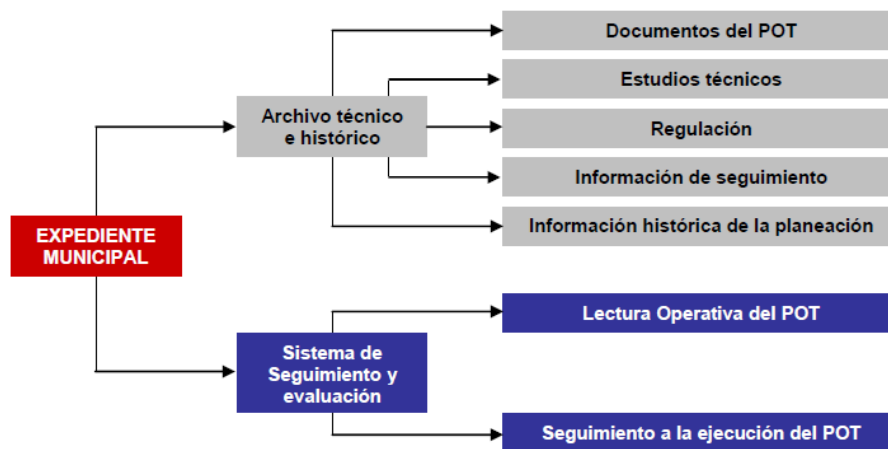 Documentos del POT
Estudios técnicos
Archivo técnico
e histórico
Regulación
Información de seguimiento
Información histórica de la planeación
EXPEDIENTE
MUNICIPAL
Lectura Operativa del POT
Sistema de
Seguimiento y
evaluación
Seguimiento a la ejecución del POT